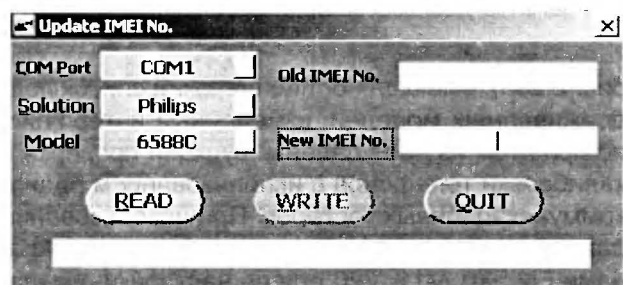 Update IMEI No.
COM Port COM1 Old IMEI No.
Solution Philips
Model 6588C New IMEI No.
READ WRITE QUIT